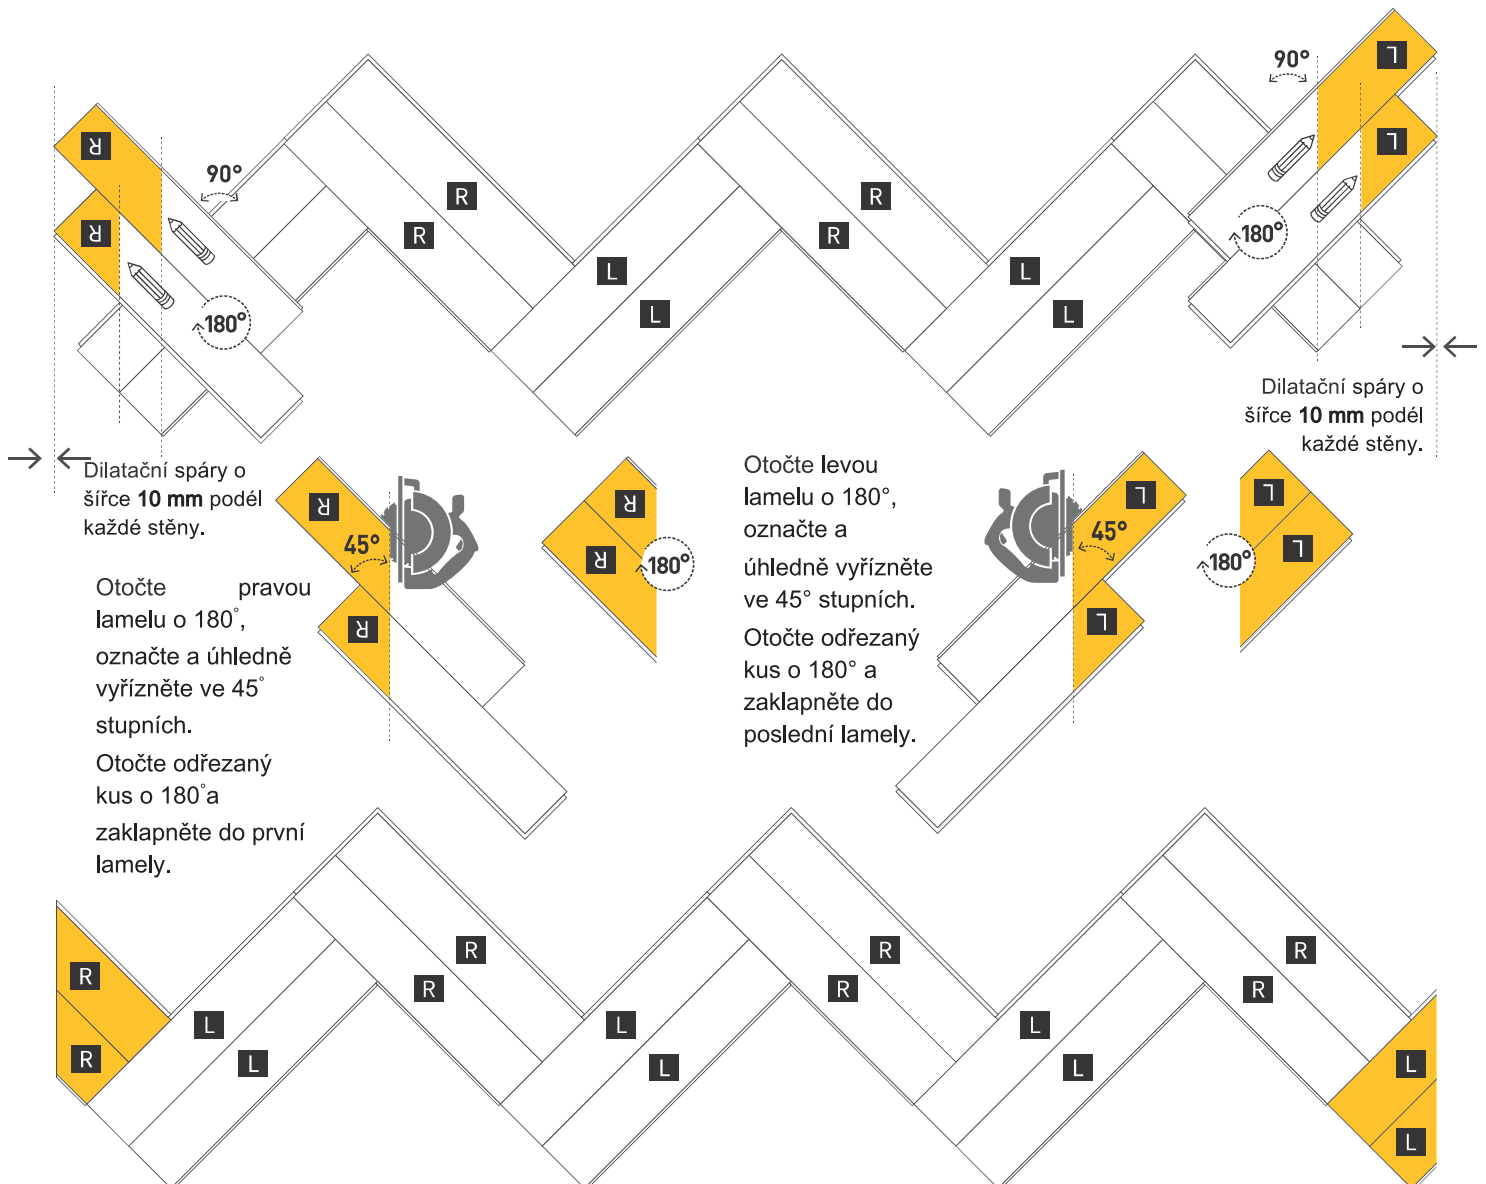 90°
L
R
90°
L
R
R
R
R
R
180°
L
L
L
L
180°
Dilatační spáry o
šířce 10 mm podél
každé stěny.
Dilatační spáry o
šířce 10 mm podél
každé stěny.
R
45°
R
R
R
180°
Otočte pravou
lamelu o 180°,
označte a úhledně
vyřízněte ve 45°
stupních.
Otočte odřezaný
kus o 180°a
zaklapněte do první
lamely.
Otočte levou
lamelu o 180°,
označte a
úhledně vyřízněte
ve 45° stupních.
Otočte odřezaný
kus o 180° a
zaklapněte do
poslední lamely.
L
45°
L
L
L
180°
R
R
L
L
R
R
L
L
R
R
L
L
R
R
L
L